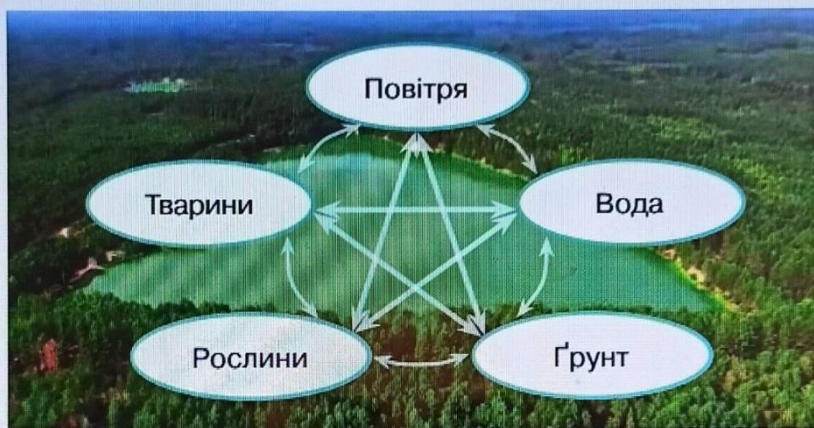 Повітря
Тварини
Вода
Рослини
Ґрунт